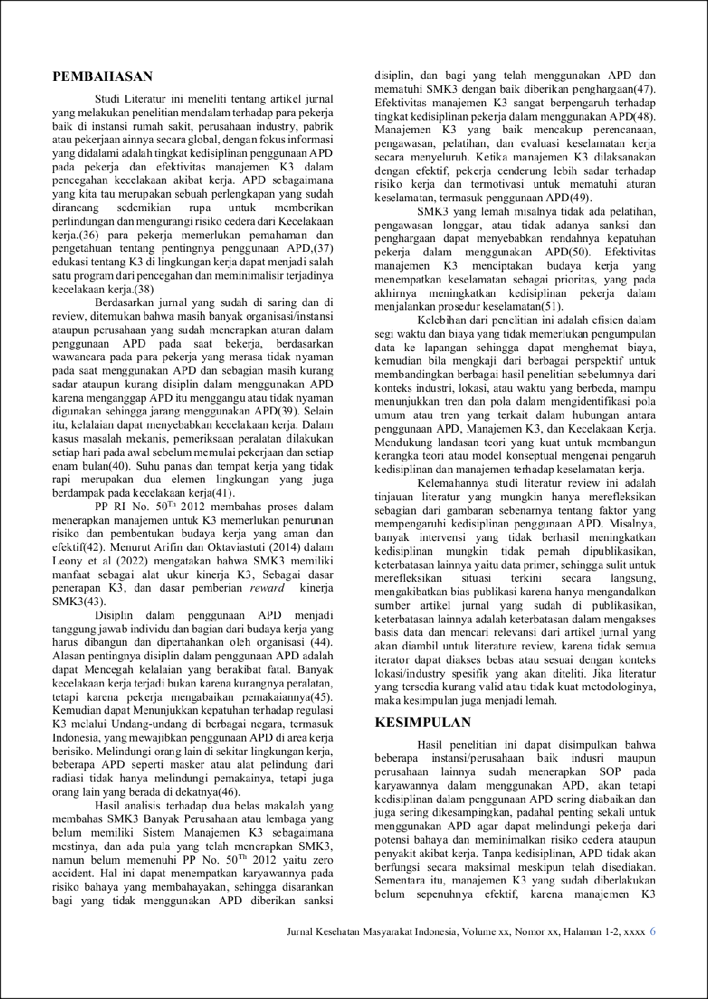 PEMBAHASAN
Studi Literatur ini meneliti tentang artikel jurnal
yang melakukan penelitian mendalam terhadap para pekerja
baik di instansi rumah sakit, perusahaan industry, pabrik
atau pekerjaan ainnya secara global, dengan fokus informasi
yang didalami adalah tingkat kedisiplinan penggunaan APD
pada pekerja dan efektivitas manajemen K3 dalam
pencegahan kecelakaan akibat kerja. APD sebagaimana
yang kita tau merupakan sebuah perlengkapan yang sudah
dirancang sedemikian rupa untuk memberikan
perlindungan dan mengurangi risiko cedera dari Kecelakaan
kerja.(36) para pekerja memerlukan pemahaman dan
pengetahuan tentang pentingnya penggunaan APD,(37)
edukasi tentang K3 di lingkungan kerja dapat menjadi salah
satu program dari pencegahan dan meminimalisir terjadinya
kecelakaan kerja.(38)
Berdasarkan jurnal yang sudah di saring dan di
review, ditemukan bahwa masih banyak organisasi/instansi
ataupun perusahaan yang sudah menerapkan aturan dalam
penggunaan APD pada saat bekerja, berdasarkan
wawancara pada para pekerja yang merasa tidak nyaman
pada saat menggunakan APD dan sebagian masih kurang
sadar ataupun kurang disiplin dalam menggunakan APD
karena menganggap APD itu menggangu atau tidak nyaman
digunakan sehingga jarang menggunakan APD(39). Selain
itu, kelalaian dapat menyebabkan kecelakaan kerja. Dalam
kasus masalah mekanis, pemeriksaan peralatan dilakukan
setiap hari pada awal sebelum memulai pekerjaan dan setiap
enam bulan(40). Suhu panas dan tempat kerja yang tidak
rapi merupakan dua elemen lingkungan yang juga
berdampak pada kecelakaan kerja(41).
PP RI No. 50Th 2012 membahas proses dalam
menerapkan manajemen untuk K3 memerlukan penurunan
risiko dan pembentukan budaya kerja yang aman dan
efektif(42). Menurut Arifin dan Oktaviastuti (2014) dalam
Leony et al (2022) mengatakan bahwa SMK3 memiliki
manfaat sebagai alat ukur kinerja K3, Sebagai dasar
penerapan K3, dan dasar pemberian reward kinerja
SMK3(43).
Disiplin dalam penggunaan APD menjadi
tanggung jawab individu dan bagian dari budaya kerja yang
harus dibangun dan dipertahankan oleh organisasi (44).
Alasan pentingnya disiplin dalam penggunaan APD adalah
dapat Mencegah kelalaian yang berakibat fatal. Banyak
kecelakaan kerja terjadi bukan karena kurangnya peralatan,
tetapi karena pekerja mengabaikan pemakaiannya(45).
Kemudian dapat Menunjukkan kepatuhan terhadap regulasi
K3 melalui Undang-undang di berbagai negara, termasuk
Indonesia, yang mewajibkan penggunaan APD di area kerja
berisiko. Melindungi orang lain di sekitar lingkungan kerja,
beberapa APD seperti masker atau alat pelindung dari
radiasi tidak hanya melindungi pemakainya, tetapi juga
orang lain yang berada di dekatnya(46).
Hasil analisis terhadap dua belas makalah yang
membahas SMK3 Banyak Perusahaan atau lembaga yang
belum memiliki Sistem Manajemen K3 sebagaimana
mestinya, dan ada pula yang telah menerapkan SMK3,
namun belum memenuhi PP No. 50Th 2012 yaitu zero
accident. Hal ini dapat menempatkan karyawannya pada
risiko bahaya yang membahayakan, sehingga disarankan
bagi yang tidak menggunakan APD diberikan sanksi
disiplin, dan bagi yang telah menggunakan APD dan
mematuhi SMK3 dengan baik diberikan penghargaan(47).
Efektivitas manajemen K3 sangat berpengaruh terhadap
tingkat kedisiplinan pekerja dalam menggunakan APD(48).
Manajemen K3 yang baik mencakup perencanaan,
pengawasan, pelatihan, dan evaluasi keselamatan kerja
secara menyeluruh. Ketika manajemen K3 dilaksanakan
dengan efektif, pekerja cenderung lebih sadar terhadap
risiko kerja dan termotivasi untuk mematuhi aturan
keselamatan, termasuk penggunaan APD(49).
SMK3 yang lemah misalnya tidak ada pelatihan,
pengawasan longgar, atau tidak adanya sanksi dan
penghargaan dapat menyebabkan rendahnya kepatuhan
pekerja dalam menggunakan APD(50). Efektivitas
manajemen K3 menciptakan budaya kerja yang
menempatkan keselamatan sebagai prioritas, yang pada
akhirnya meningkatkan kedisiplinan pekerja dalam
menjalankan prosedur keselamatan(51).
Kelebihan dari penelitian ini adalah efisien dalam
segi waktu dan biaya yang tidak memerlukan pengumpulan
data ke lapangan sehingga dapat menghemat biaya,
kemudian bila mengkaji dari berbagai perspektif untuk
membandingkan berbagai hasil penelitian sebelumnya dari
konteks industri, lokasi, atau waktu yang berbeda, mampu
menunjukkan tren dan pola dalam mengidentifikasi pola
umum atau tren yang terkait dalam hubungan antara
penggunaan APD, Manajemen K3, dan Kecelakaan Kerja.
Mendukung landasan teori yang kuat untuk membangun
kerangka teori atau model konseptual mengenai pengaruh
kedisiplinan dan manajemen terhadap keselamatan kerja.
Kelemahannya studi literatur review ini adalah
tinjauan literatur yang mungkin hanya merefleksikan
sebagian dari gambaran sebenarnya tentang faktor yang
mempengaruhi kedisiplinan penggunaan APD. Misalnya,
banyak intervensi yang tidak berhasil meningkatkan
kedisiplinan mungkin tidak pernah dipublikasikan,
keterbatasan lainnya yaitu data primer, sehingga sulit untuk
merefleksikan situasi terkini secara langsung,
mengakibatkan bias publikasi karena hanya mengandalkan
sumber artikel jurnal yang sudah di publikasikan,
keterbatasan lainnya adalah keterbatasan dalam mengakses
basis data dan mencari relevansi dari artikel jurnal yang
akan diambil untuk literature review, karena tidak semua
iterator dapat diakses bebas atau sesuai dengan konteks
lokasi/industry spesifik yang akan diteliti. Jika literatur
yang tersedia kurang valid atau tidak kuat metodologinya,
maka kesimpulan juga menjadi lemah.
KESIMPULAN
Hasil penelitian ini dapat disimpulkan bahwa
beberapa instansi/perusahaan baik indusri maupun
perusahaan lainnya sudah menerapkan SOP pada
karyawannya dalam menggunakan APD, akan tetapi
kedisiplinan dalam penggunaan APD sering diabaikan dan
juga sering dikesampingkan, padahal penting sekali untuk
menggunakan APD agar dapat melindungi pekerja dari
potensi bahaya dan meminimalkan risiko cedera ataupun
penyakit akibat kerja. Tanpa kedisiplinan, APD tidak akan
berfungsi secara maksimal meskipun telah disediakan.
Sementara itu, manajemen K3 yang sudah diberlakukan
belum sepenuhnya efektif, karena manajemen K3
Jurnal Kesehatan Masyarakat Indonesia, Volume xx, Nomor xx, Halaman 1-2, xxxx 6